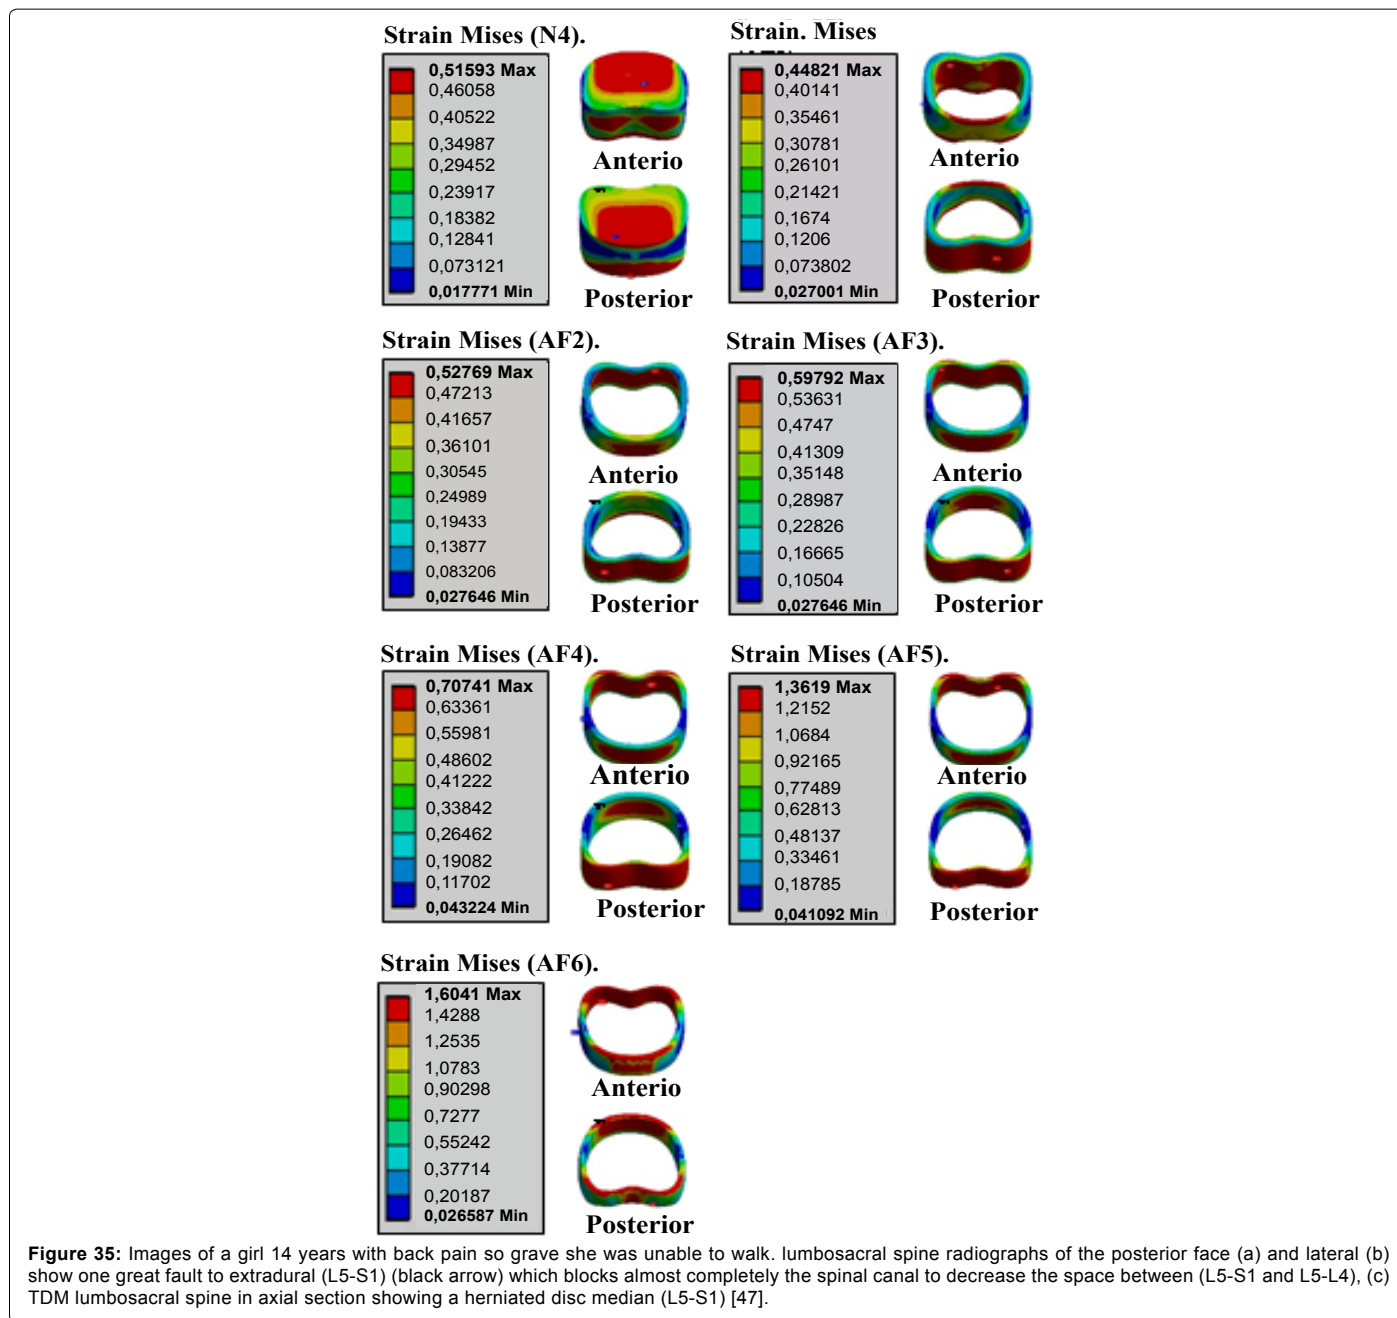 Strain Mises (N4).
0,51593 Max
0,46058
0,40522
0,34987
0,29452
0,23917
0,18382
0,12841
0,073121
0,017771 Min
Anterio
Posterior
Strain. Mises
0,44821 Max
0,40141
0,35461
0,30781
0,26101
0,21421
0,1674
0,1206
0,073802
0,027001 Min
Anterio
Posterior
Strain Mises (AF2).
0,52769 Max
0,47213
0,41657
0,36101
0,30545
0,24989
0,19433
0,13877
0,083206
0,027646 Min
Anterio
Posterior
Strain Mises (AF3).
0,59792 Max
0,53631
0,4747
0,41309
0,35148
0,28987
0,22826
0,16665
0,10504
0,027646 Min
Anterio
Posterior
Strain Mises (AF4).
0,70741 Max
0,63361
0,55981
0,48602
0,41222
0,33842
0,26462
0,19082
0,11702
0,043224 Min
Anterio
Posterior
Strain Mises (AF5).
1,3619 Max
1,2152
1,0684
0,92165
0,77489
0,62813
0,48137
0,33461
0,18785
0,041092 Min
Anterio
Posterior
Strain Mises (AF6).
1,6041 Max
1,4288
1,2535
1,0783
0,90298
0,7277
0,55242
0,37714
0,20187
0,026587 Min
Anterio
Posterior
Figure 35: Images of a girl 14 years with back pain so grave she was unable to walk. lumbosacral spine radiographs of the posterior face (a) and lateral (b)
show one great fault to extradural (L5-S1) (black arrow) which blocks almost completely the spinal canal to decrease the space between (L5-S1 and L5-L4), (c)
TDM lumbosacral spine in axial section showing a herniated disc median (L5-S1) [47].